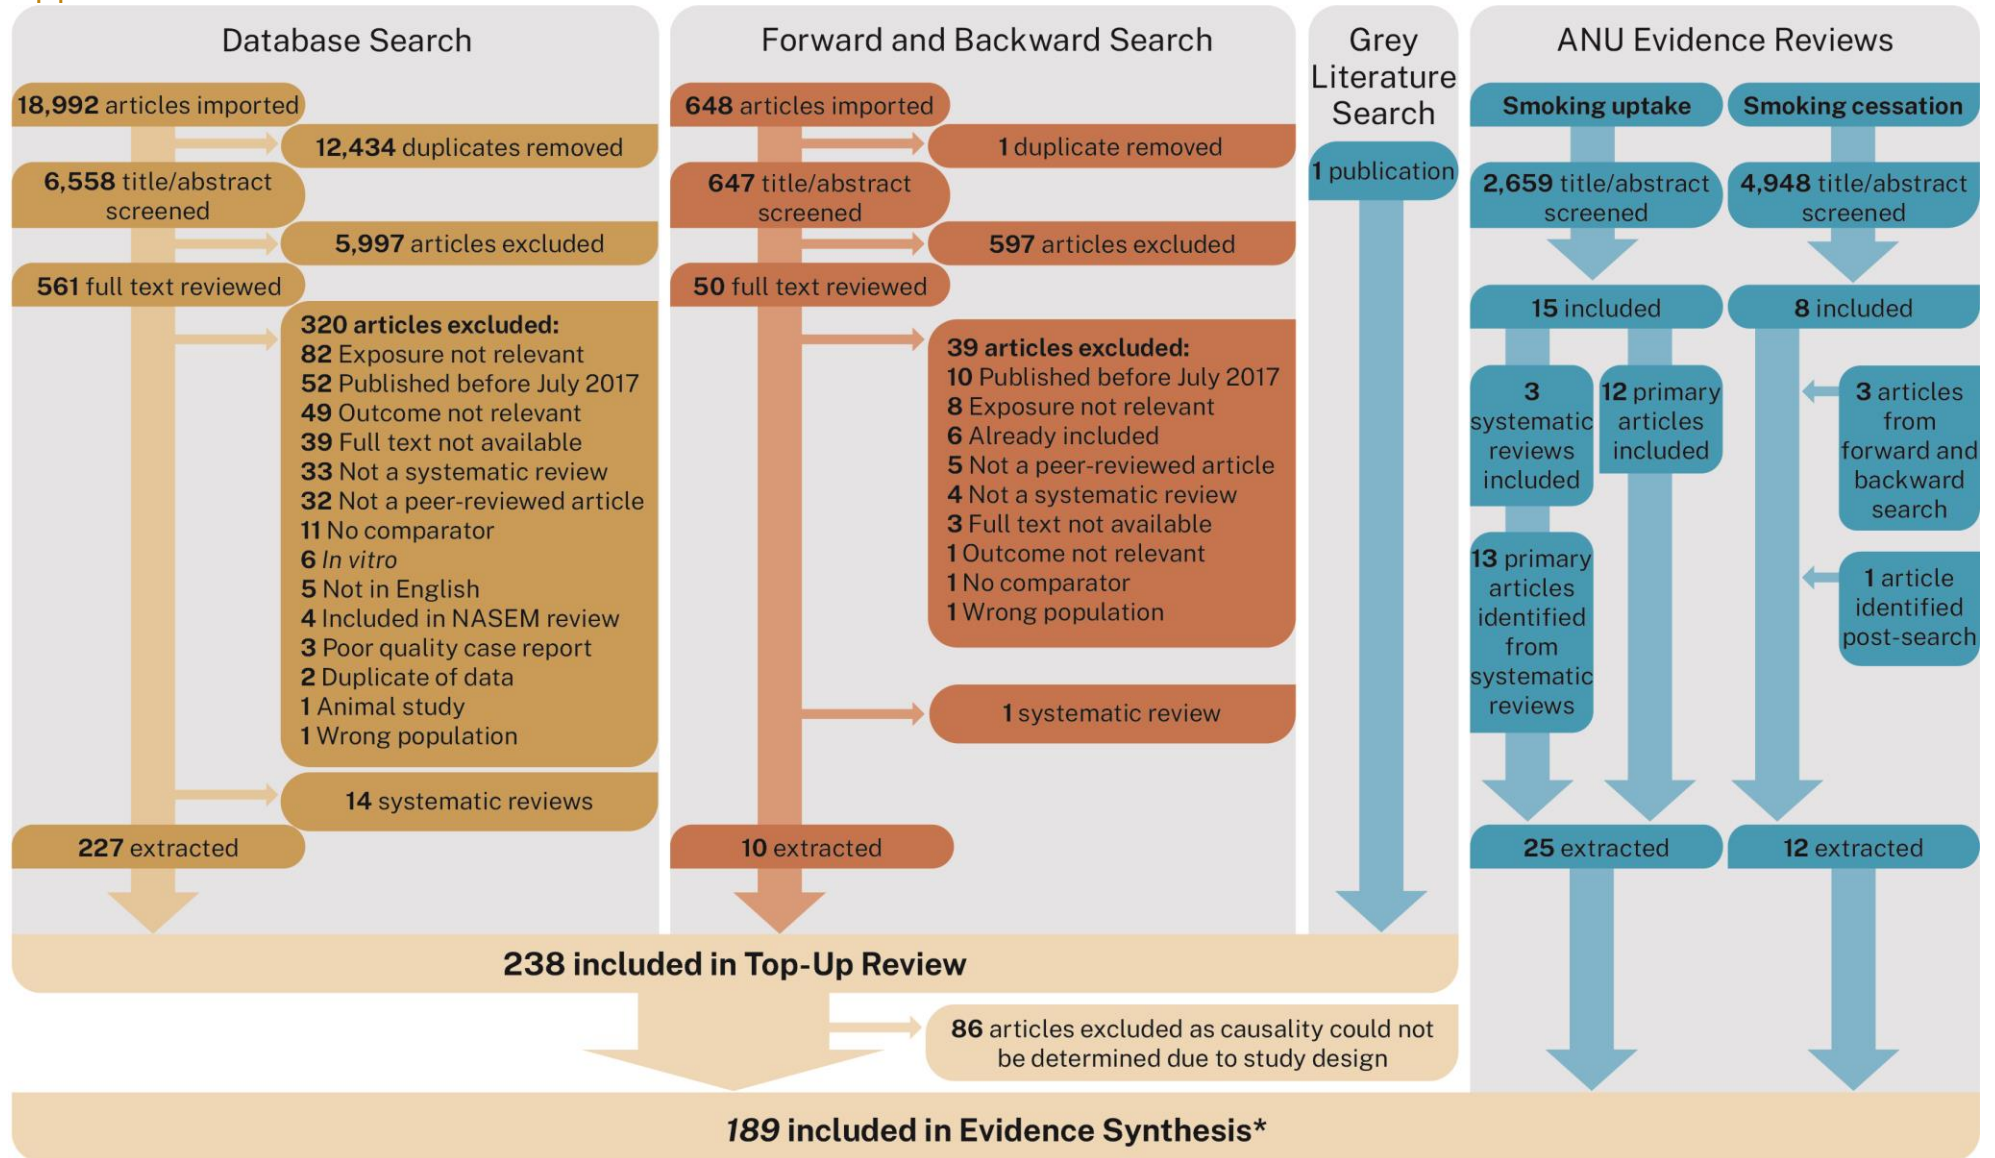 Database Search
18,992 articles imported
12,434 duplicates removed
6,558 title/abstract
screened
5,997 articles excluded
561 full text reviewed
320 articles excluded:
82 Exposure not relevant
52 Published before July 2017
49 Outcome not relevant
39 Full text not available
33 Not a systematic review
32 Not a peer-reviewed article
11 No comparator
6 In vitro
5 Not in English
4 Included in NASEM review
3 Poor quality case report
2 Duplicate of data
1 Animal study
1 Wrong population
14 systematic reviews
227 extracted
Forward and Backward Search
648 articles imported
1 duplicate removed
647 title/abstract
screened
597 articles excluded
50 full text reviewed
39 articles excluded:
10 Published before July 2017
8 Exposure not relevant
6 Already included
5 Not a peer-reviewed article
4 Not a systematic review
3 Full text not available
1 Outcome not relevant
1 No comparator
1 Wrong population
1 systematic review
10 extracted
Grey
Literature
Search
1 publication
ANU Evidence Reviews
Smoking uptake
2,659 title/abstract
screened
15 included
3
systematic
reviews
included
12 primary
articles
included
13 primary
articles
identified
from
systematic
reviews
25 extracted
Smoking cessation
4,948 title/abstract
screened
8 included
3 articles
from
forward and
backward
search
1 article
identified
post-search
12 extracted
238 included in Top-Up Review
86 articles excluded as causality could not
be determined due to study design
189 included in Evidence Synthesis*